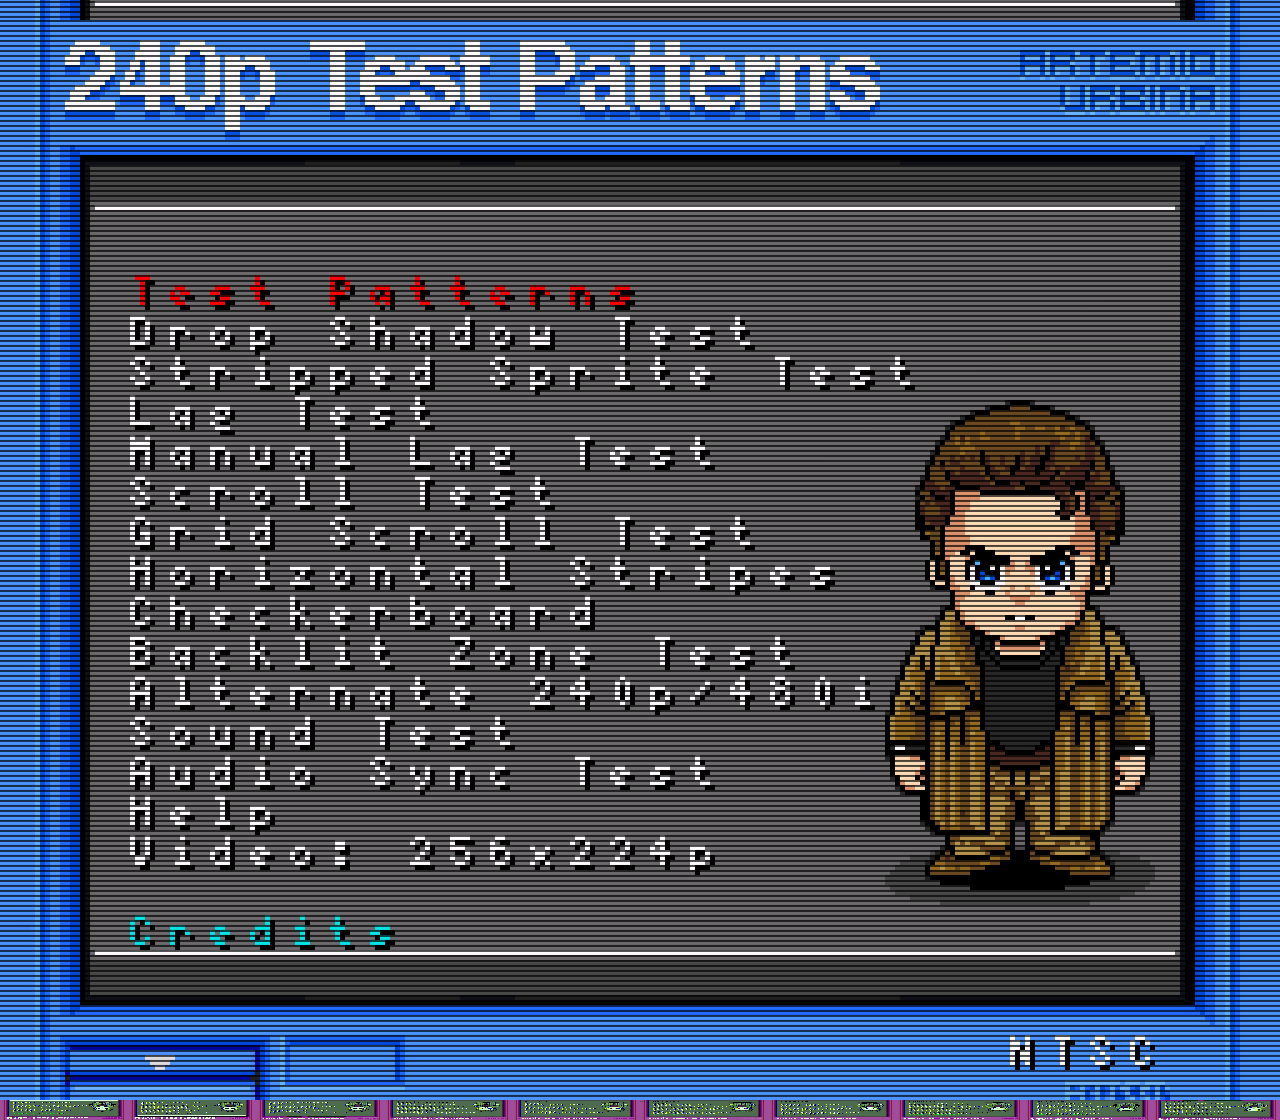 240p Test Patterns
ARTEMIO
URBINA
Test Patterns
Drop Shadow Test
Stripped Sprite Test
Lag Test
Manual Lag Test
Scroll Test
Grid Scroll Test
Horizontal Stripes
Checkerboard
Backlit Zone Test
Alternate 240p/480i
Sound Test
Audio Sync Test
Help
Video: 256x224p
Credits
NTSC